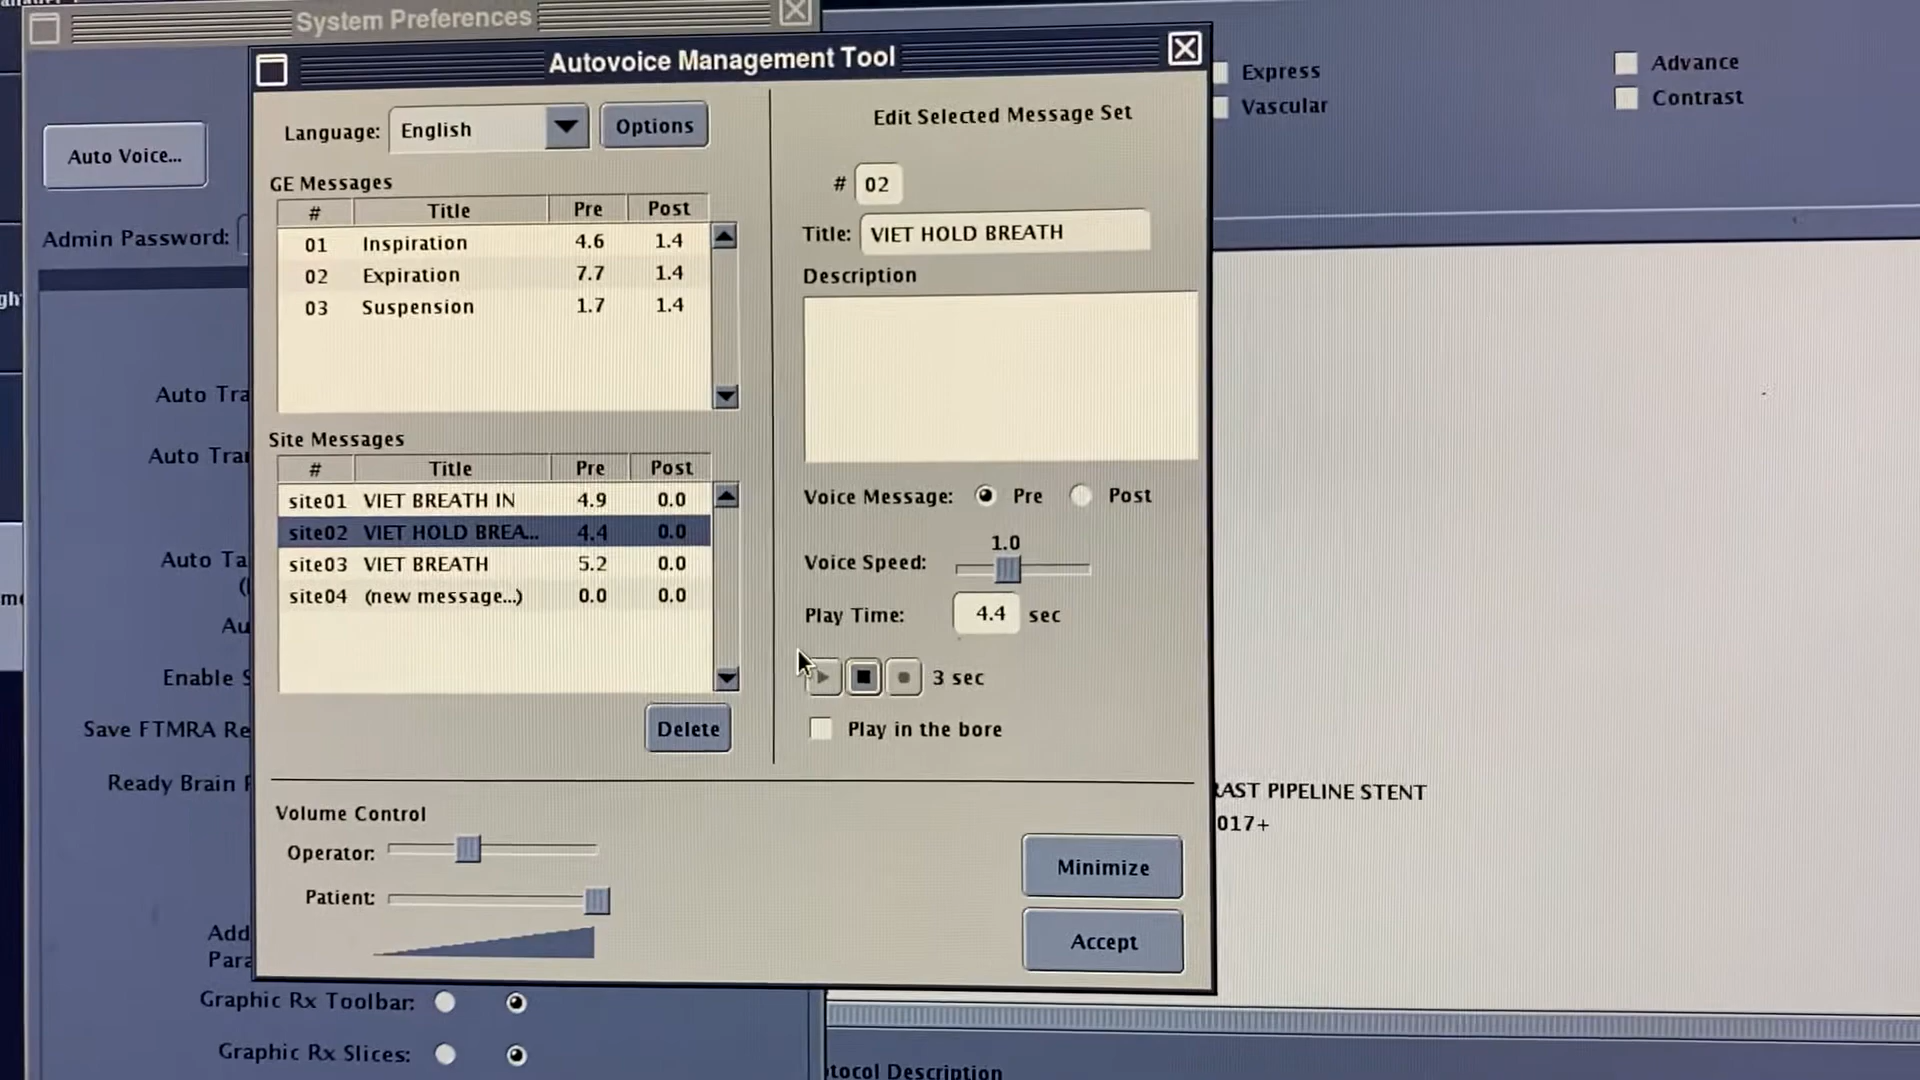 System Preferences
Autovoice Management Tool
Express
Advance
Vascular
Contrast
Auto Voice...
Admin Password:
Language: English Options
GE Messages
# Title Pre Post
01 Inspiration 4.6 1.4
02 Expiration 7.7 1.4
03 Suspension 1.7 1.4
Site Messages
# Title Pre Post
site01 VIET BREATH IN 4.9 0.0
site02 VIET HOLD BREA... 4.4 0.0
site03 VIET BREATH 5.2 0.0
site04 (new message...) 0.0 0.0
Delete
Edit Selected Message Set
# 02
Title: VIET HOLD BREATH
Description
Voice Message: Pre Post
1.0
Voice Speed:
Play Time: 4.4 sec
3 sec
Play in the bore
Volume Control
Operator:
Patient:
Minimize
Accept
Auto Tra
Auto Tra
Auto Ta
Au
Enable S
Save FTMRA Re
Ready Brain
Add
Para
Graphic Rx Toolbar:
Graphic Rx Slices:
RAST PIPELINE STENT
017+
tocol Description